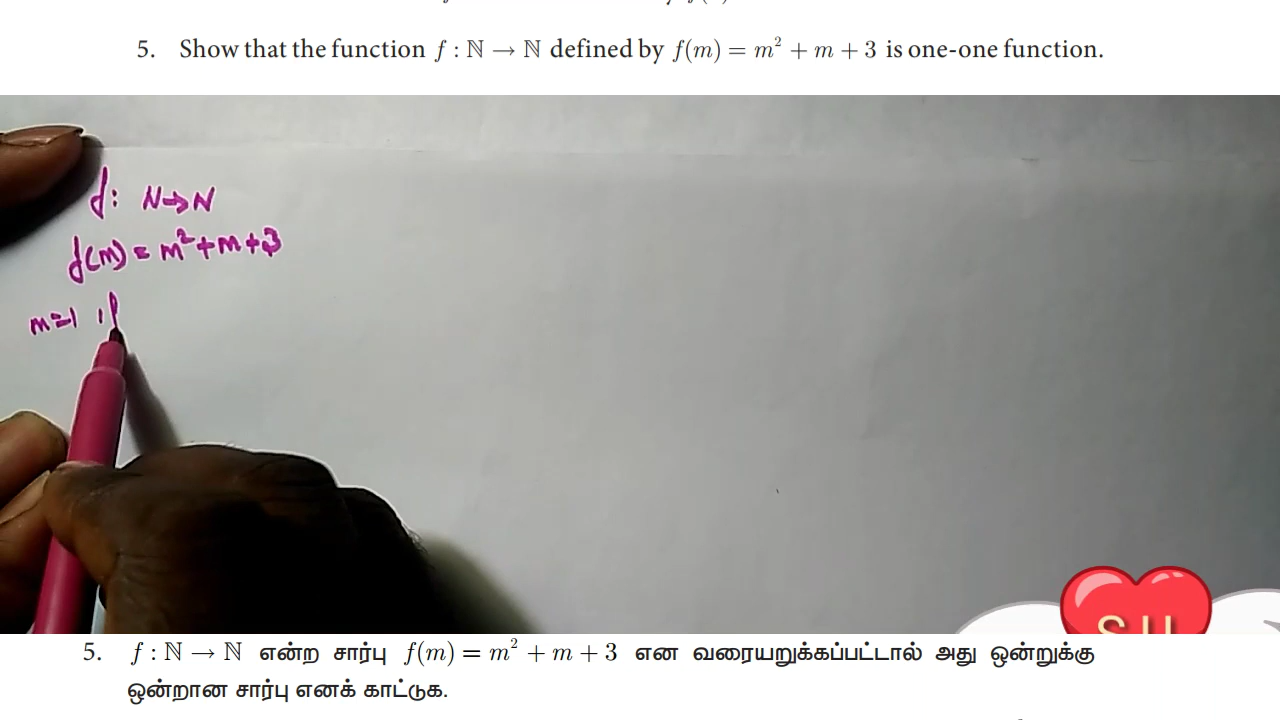 5. Show that the function f : ℕ → ℕ defined by f(m) = m² + m + 3 is one-one function.
f: N→N
f(m) = m²+m+3
m=1 , f
S U
5. f : ℕ → ℕ என்ற சார்பு f(m) = m² + m + 3 என வரையறுக்கப்பட்டால் அது ஒன்றுக்கு
ஒன்றான சார்பு எனக் காட்டுக.